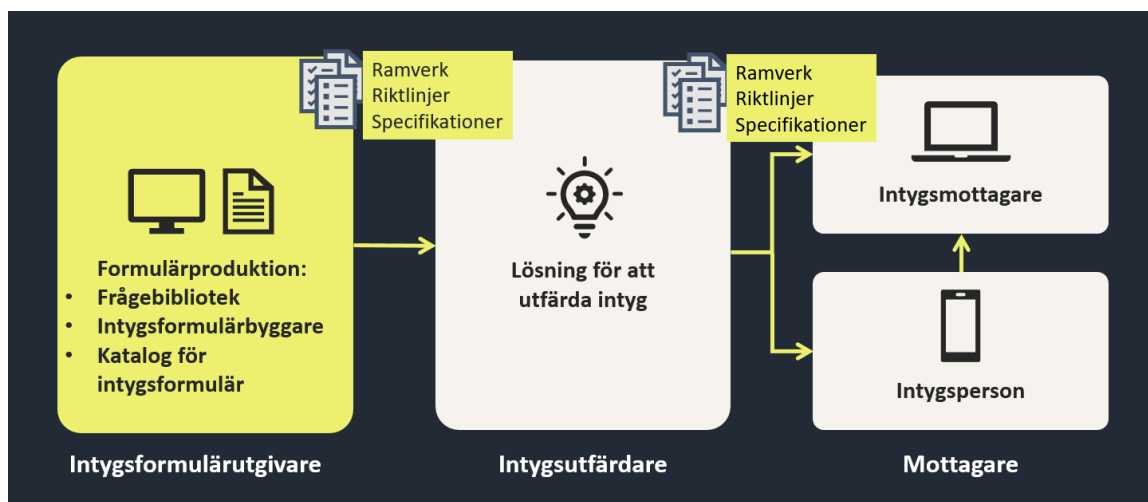 Ramverk
Riktlinjer
Specifikationer
Formulärproduktion:
• Frågebibliotek
• Intygsformulärbyggare
• Katalog för
intygsformulär
Intygsformulärutgivare
Ramverk
Riktlinjer
Specifikationer
Lösning för att
utfärda intyg
Intygsutfärdare
Intygsmottagare
Intygsperson
Mottagare